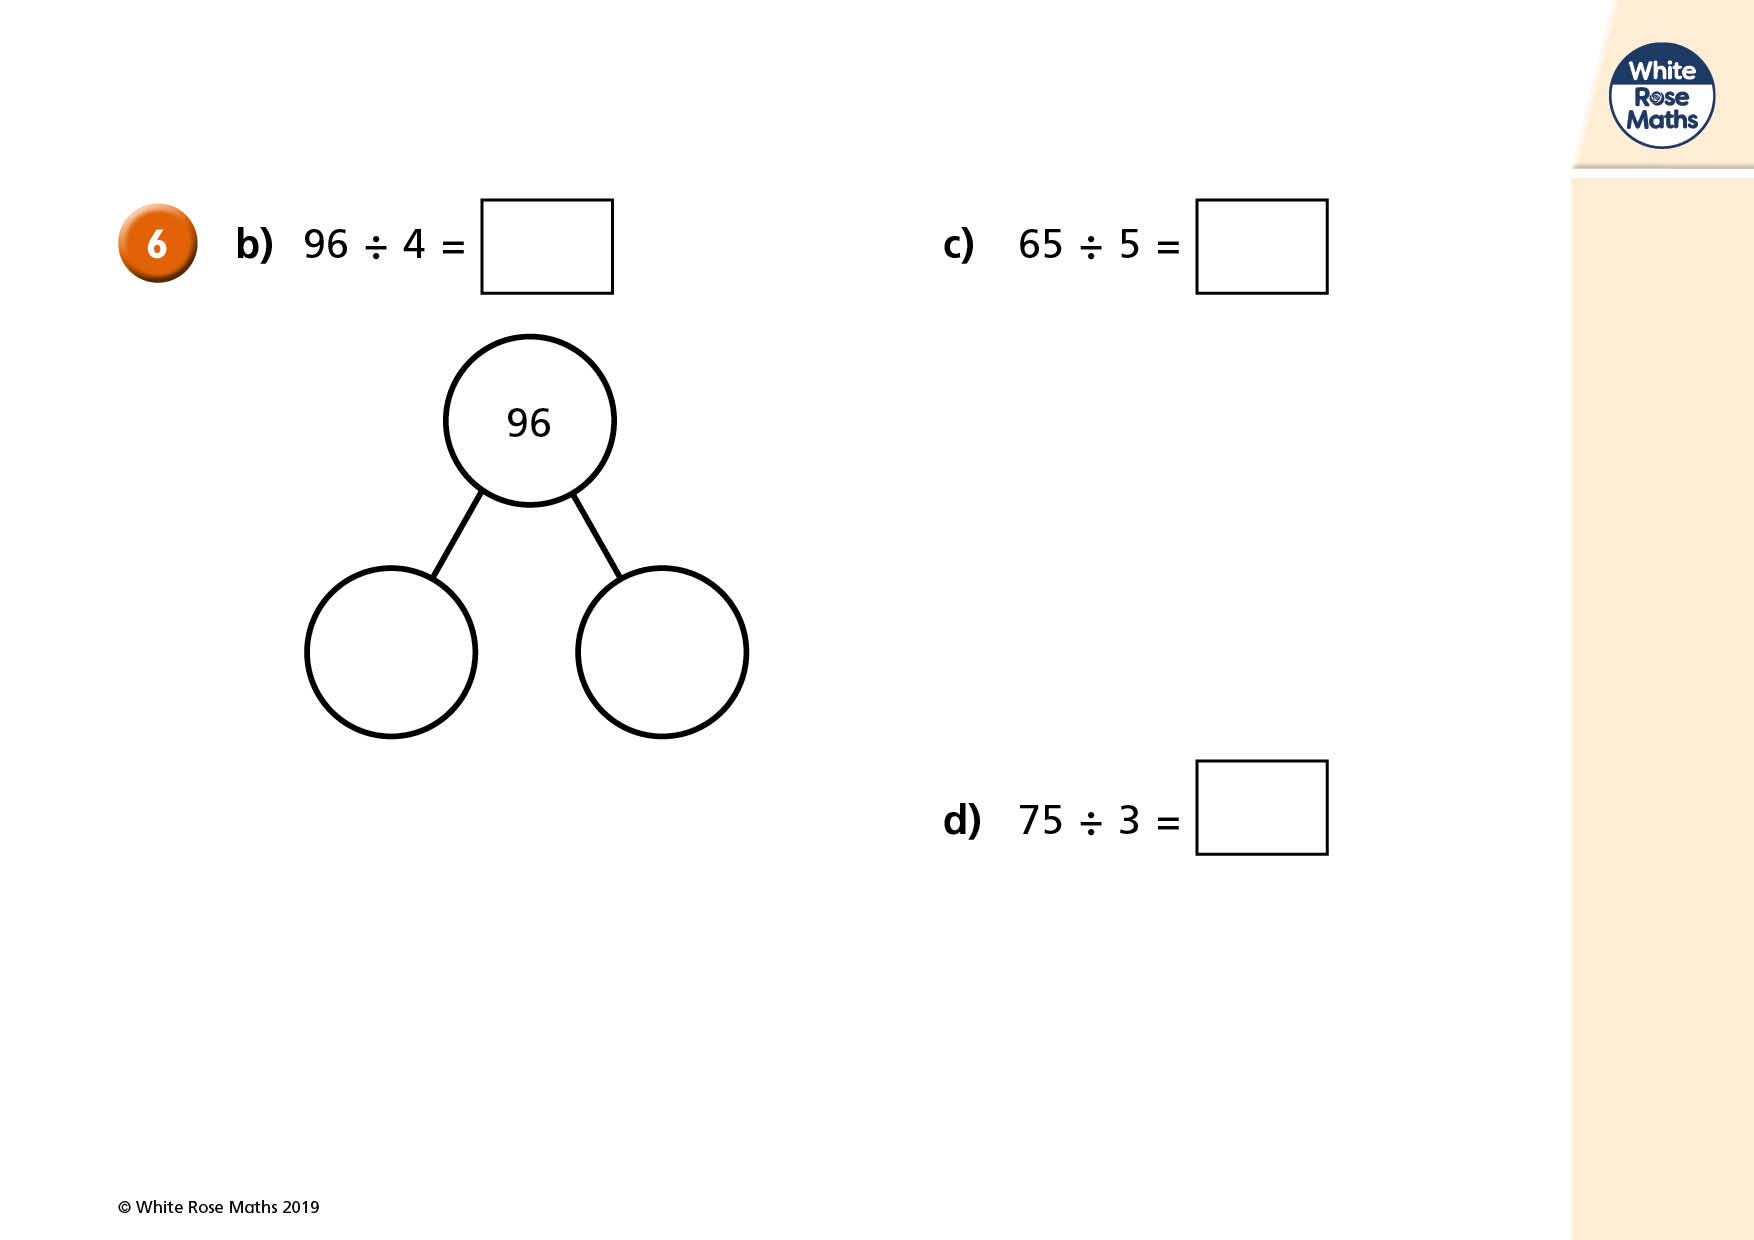 White
Rose
Maths
6 b) 96 ÷ 4 =
c) 65 ÷ 5 =
96
d) 75 ÷ 3 =
© White Rose Maths 2019